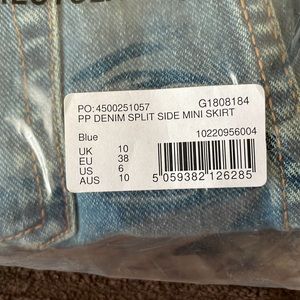 PO:4500251057 G1808184
PP DENIM SPLIT SIDE MINI SKIRT
Blue 10220956004
UK 10
EU 38
US 6
AUS 10
5 059382 126285